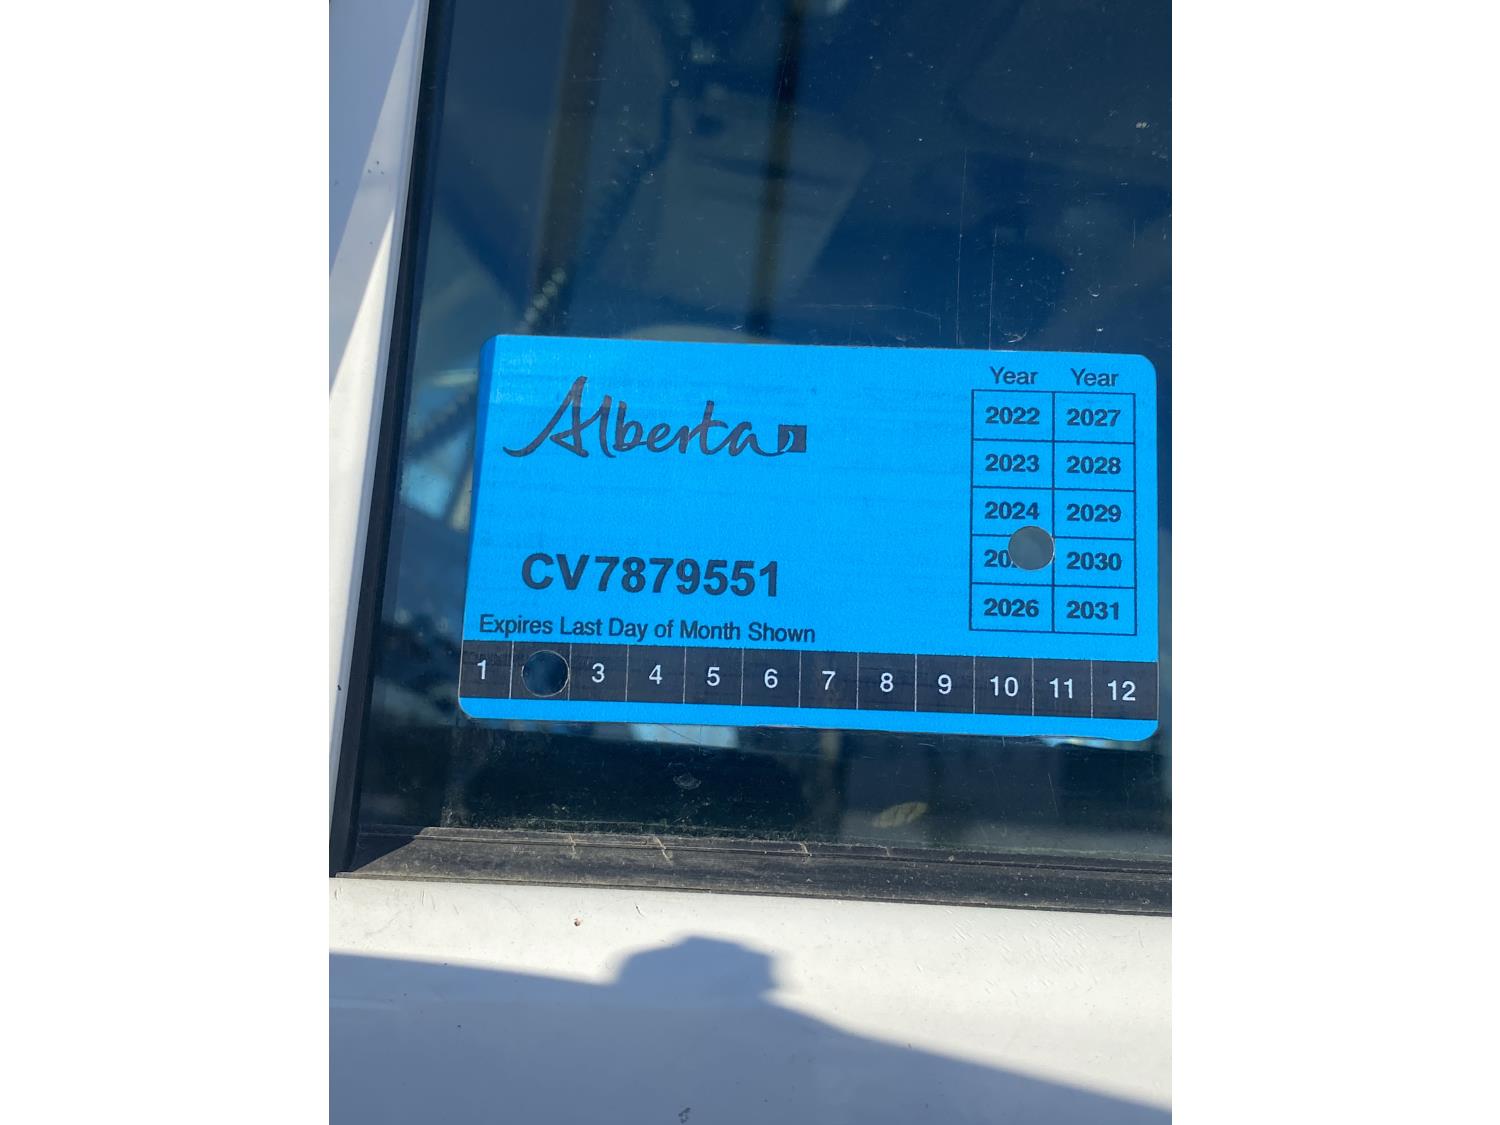 Alberta
Year Year
2022 2027
2023 2028
2024 2029
2030
2026 2031
CV7879551
Expires Last Day of Month Shown
1 3 4 5 6 7 8 9 10 11 12